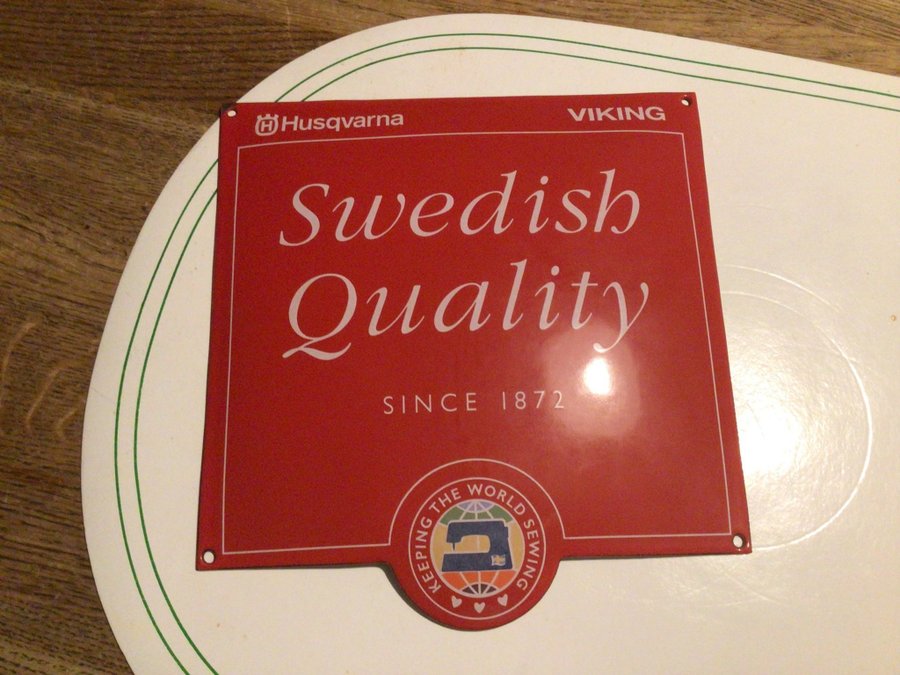 Husqvarna VIKING
Swedish
Quality
SINCE 1872
KEEPING THE WORLD SEWING